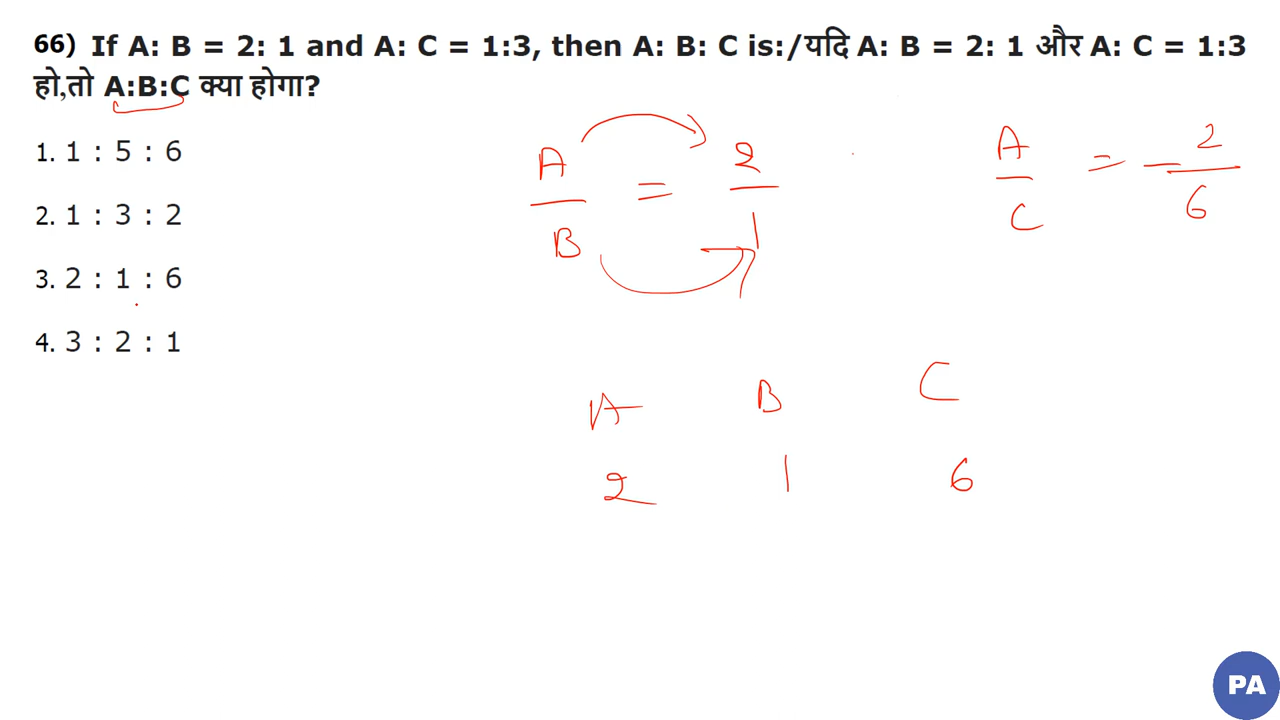 66) If A: B = 2: 1 and A: C = 1:3, then A: B: C is:/यदि A: B = 2: 1 और A: C = 1:3
हो,तो A:B:C क्या होगा?
1. 1 : 5 : 6
2. 1 : 3 : 2
3. 2 : 1 : 6
4. 3 : 2 : 1
A/B = 2/1
A/C = 2/6
A B C
2 1 6
PA